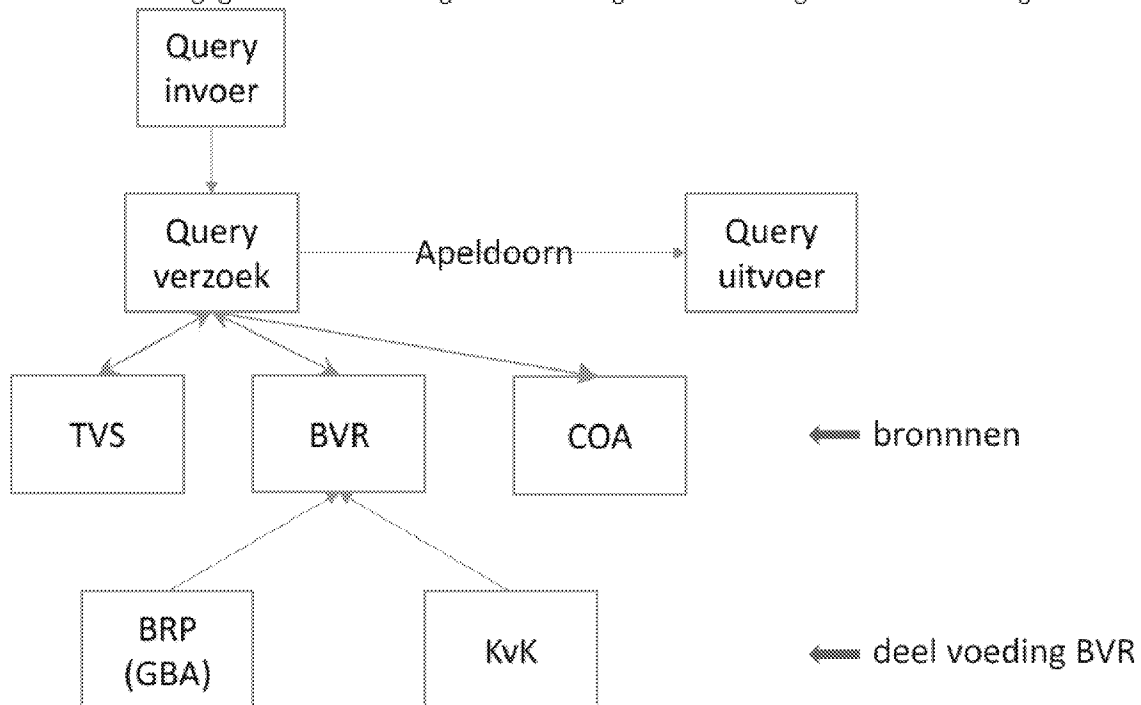 Query
invoer
Query
verzoek
Apeldoorn
Query
uitvoer
TVS
BVR
COA
bronnnen
BRP
(GBA)
KvK
deel voeding BVR